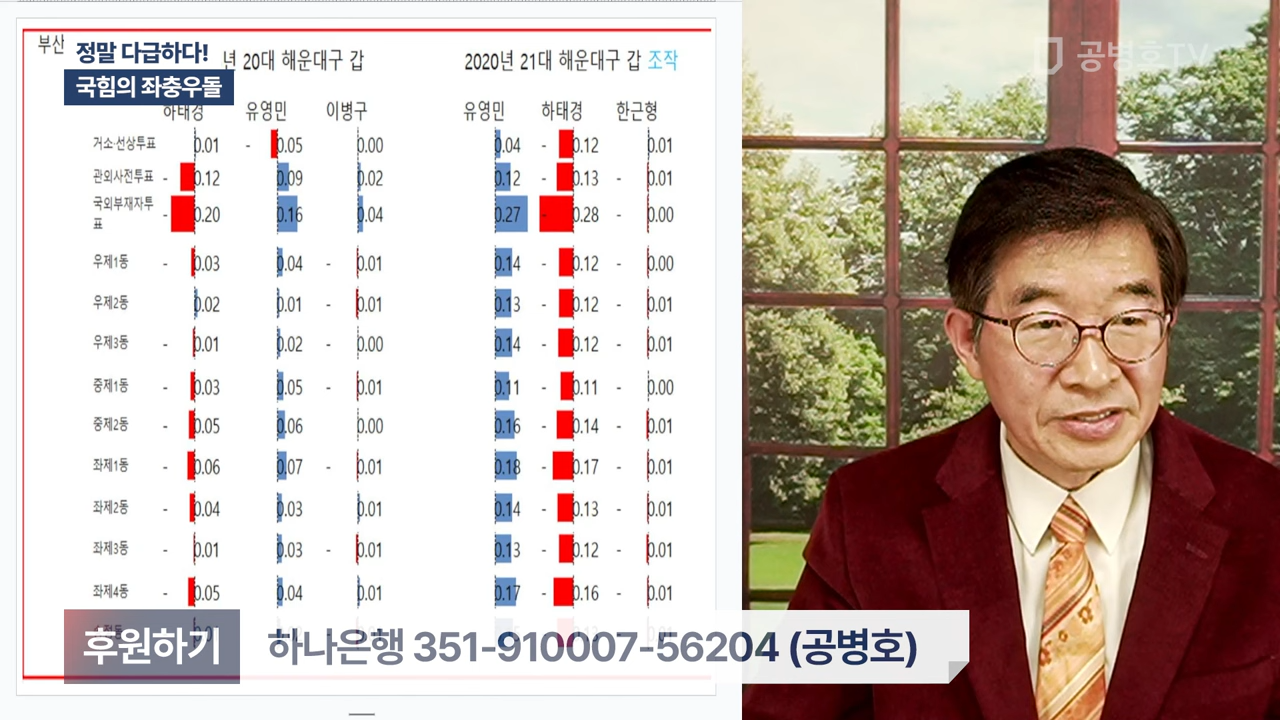 부산
정말 다급하다!
국힘의 좌충우돌
년 20대 해운대구 갑
2020년 21대 해운대구 갑 조작
공병호TV
하태경 유영민 이병구 유영민 하태경 한근형
거소·선상투표 0.01 - 0.05 0.00 0.04 - 0.12 0.01
관외사전투표 - 0.12 0.09 0.02 0.12 - 0.13 - 0.01
국외부재자투표 - 0.20 0.16 0.04 0.27 - 0.28 - 0.00
우제1동 - 0.03 0.04 - 0.01 0.14 - 0.12 - 0.00
우제2동 0.02 0.01 - 0.01 0.13 - 0.12 - 0.01
우제3동 - 0.01 0.02 - 0.00 0.14 - 0.12 - 0.01
중제1동 - 0.03 0.05 - 0.01 0.11 - 0.11 - 0.00
중제2동 - 0.05 0.06 0.00 0.16 - 0.14 - 0.01
좌제1동 - 0.06 0.07 - 0.01 0.18 - 0.17 - 0.01
좌제2동 - 0.04 0.03 0.01 0.14 - 0.13 - 0.01
좌제3동 - 0.01 0.03 - 0.01 0.13 - 0.12 - 0.01
좌제4동 - 0.05 0.04 0.01 0.17 - 0.16 - 0.01
후원하기 하나은행 351-910007-56204 (공병호)